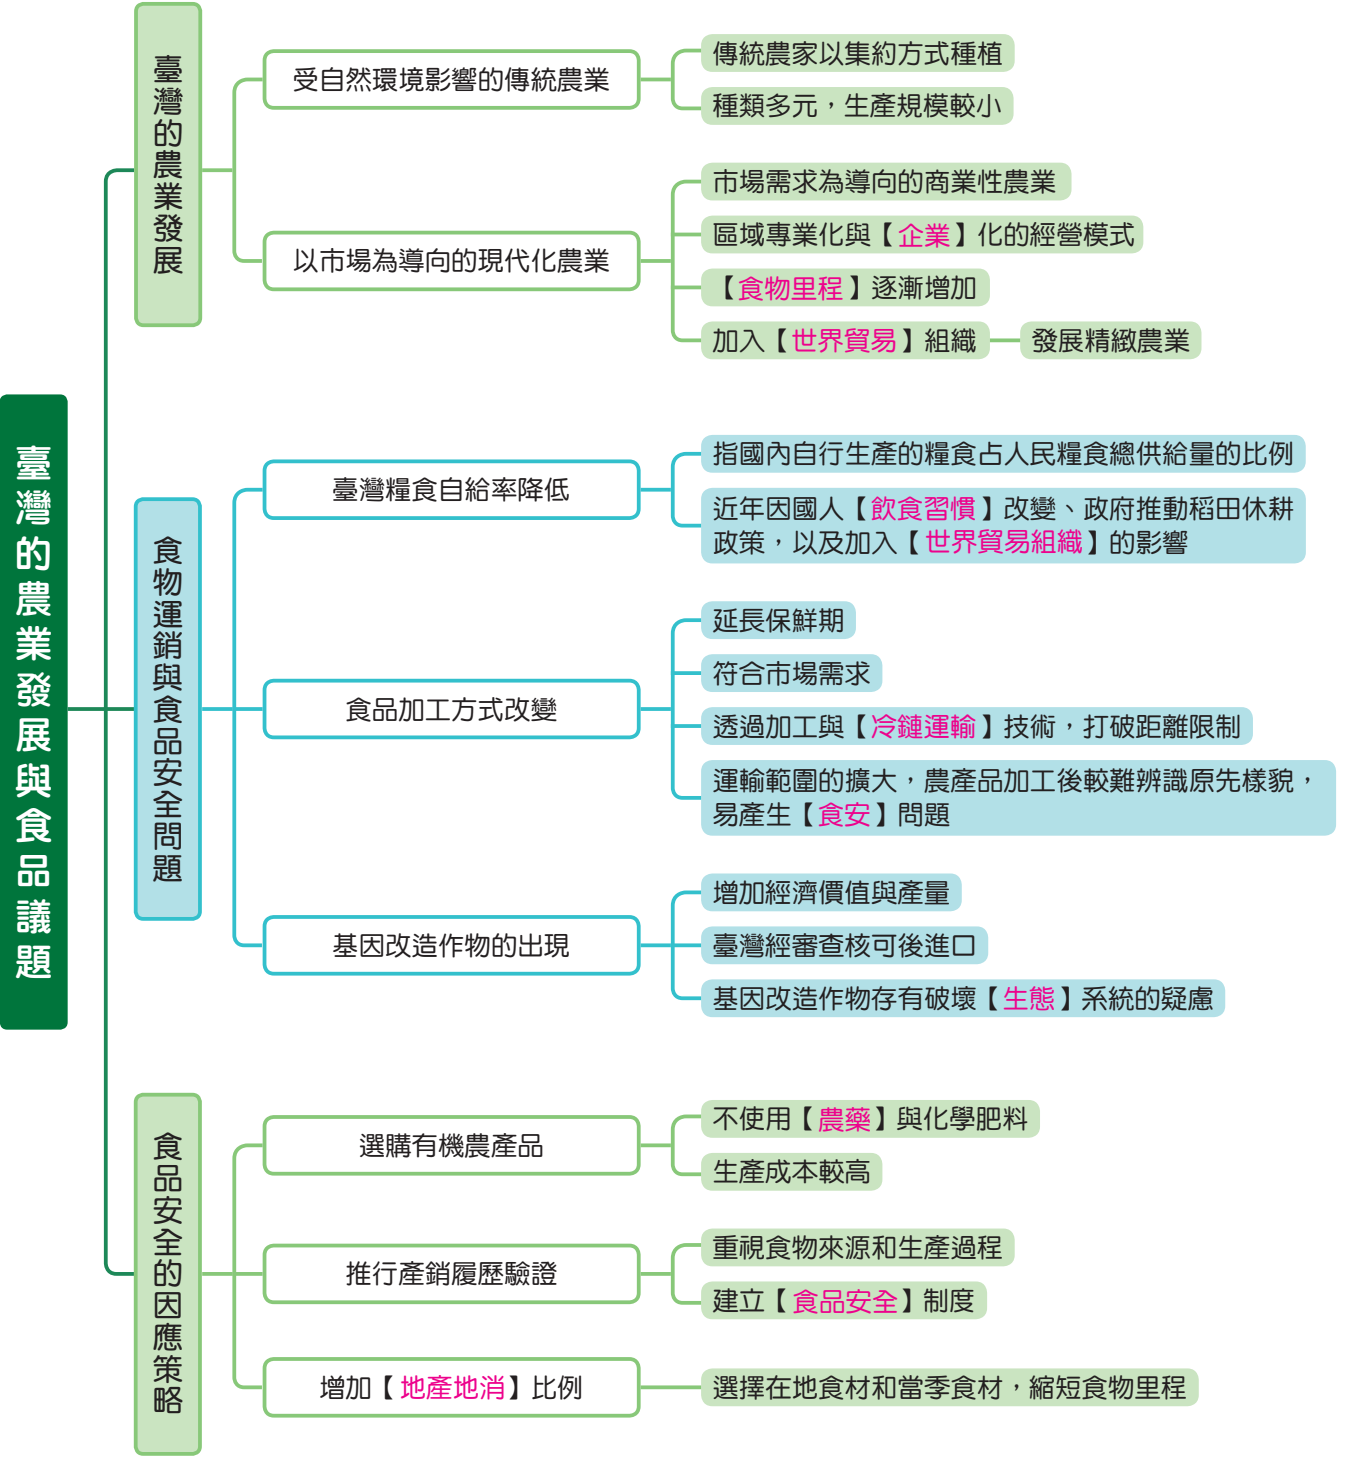 臺灣的農業發展與食品議題
臺灣的農業發展
受自然環境影響的傳統農業
傳統農家以集約方式種植
種類多元，生產規模較小
以市場為導向的現代化農業
市場需求為導向的商業性農業
區域專業化與【企業】化的經營模式
【食物里程】逐漸增加
加入【世界貿易】組織
發展精緻農業
食物運銷與食品安全問題
臺灣糧食自給率降低
指國內自行生產的糧食占人民糧食總供給量的比例
近年因國人【飲食習慣】改變、政府推動稻田休耕
政策，以及加入【世界貿易組織】的影響
食品加工方式改變
延長保鮮期
符合市場需求
透過加工與【冷鏈運輸】技術，打破距離限制
運輸範圍的擴大，農產品加工後較難辨識原先樣貌，
易產生【食安】問題
基因改造作物的出現
增加經濟價值與產量
臺灣經審查核可後進口
基因改造作物存有破壞【生態】系統的疑慮
食品安全的因應策略
選購有機農產品
不使用【農藥】與化學肥料
生產成本較高
推行產銷履歷驗證
重視食物來源和生產過程
建立【食品安全】制度
增加【地產地消】比例
選擇在地食材和當季食材，縮短食物里程